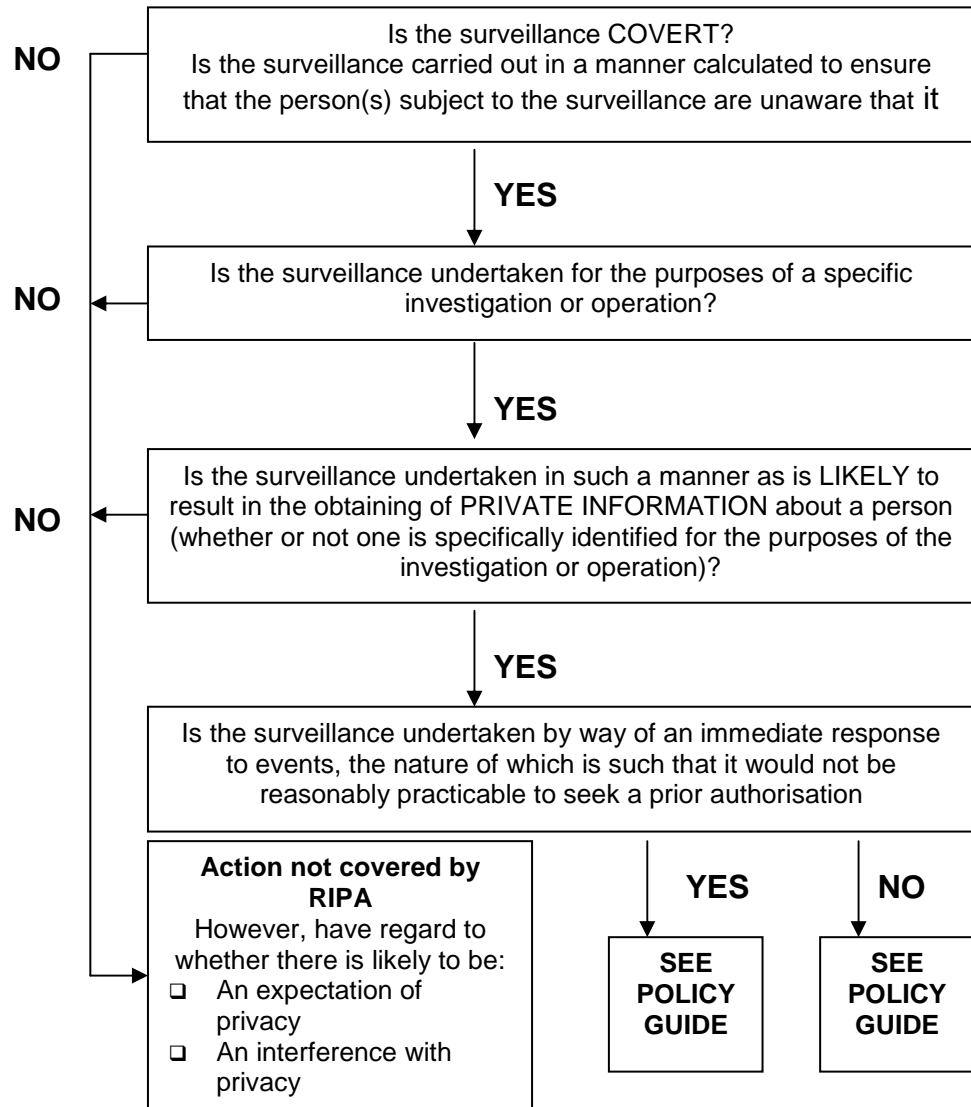 NO
Is the surveillance COVERT?
Is the surveillance carried out in a manner calculated to ensure
that the person(s) subject to the surveillance are unaware that it
YES
NO
Is the surveillance undertaken for the purposes of a specific
investigation or operation?
YES
NO
Is the surveillance undertaken in such a manner as is LIKELY to
result in the obtaining of PRIVATE INFORMATION about a person
(whether or not one is specifically identified for the purposes of the
investigation or operation)?
YES
Is the surveillance undertaken by way of an immediate response
to events, the nature of which is such that it would not be
reasonably practicable to seek a prior authorisation
Action not covered by
RIPA
However, have regard to
whether there is likely to be:
❑ An expectation of
privacy
❑ An interference with
privacy
YES
SEE
POLICY
GUIDE
NO
SEE
POLICY
GUIDE